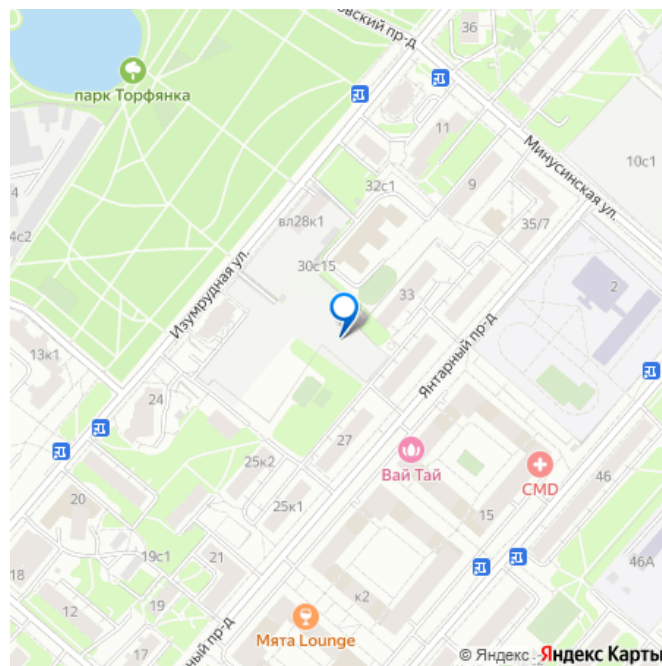 овский пр-д
36
парк Торфянка
11
Минусинская ул.
10с1
4
32с1
9
4с2
вл28к1
35/7
Изумрудная ул.
30с15
2
33
Янтарный пр-д
13к1
24
27
Вай Тай
25к2
CMD
46
20
25к1
15
19с1
21
46А
18
12
19
к2
17
Мята Lounge
ный пр-д
© Яндекс Яндекс Карты